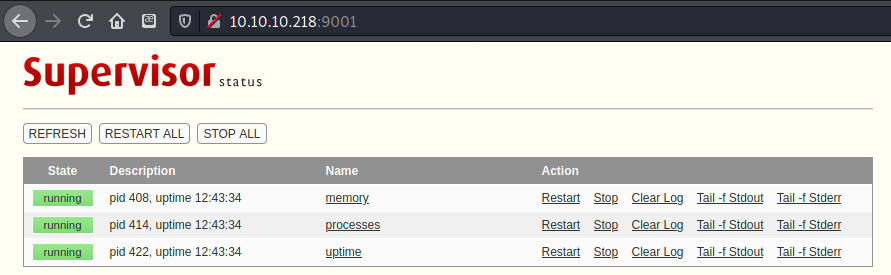 10.10.10.218:9001
Supervisor status
REFRESH RESTART ALL STOP ALL
State Description Name Action
running pid 408, uptime 12:43:34 memory Restart Stop Clear Log Tail -f Stdout Tail -f Stderr
running pid 414, uptime 12:43:34 processes Restart Stop Clear Log Tail -f Stdout Tail -f Stderr
running pid 422, uptime 12:43:34 uptime Restart Stop Clear Log Tail -f Stdout Tail -f Stderr